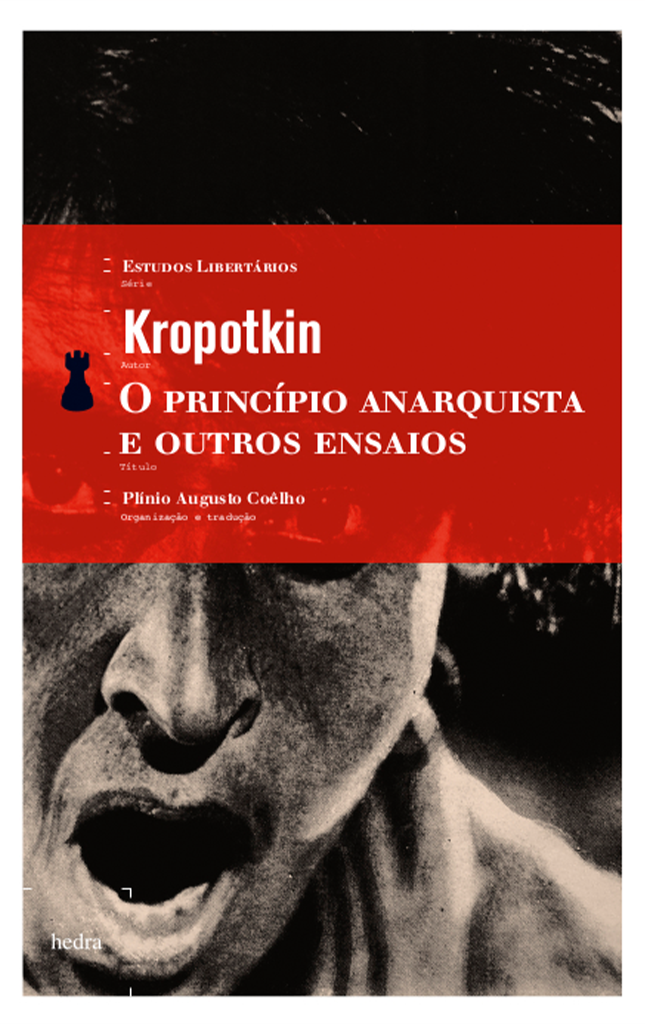 Estudos Libertários
Série
Kropotkin
Autor
O princípio anarquista
e outros ensaios
Título
Plínio Augusto Coêlho
Organização e tradução
hedra